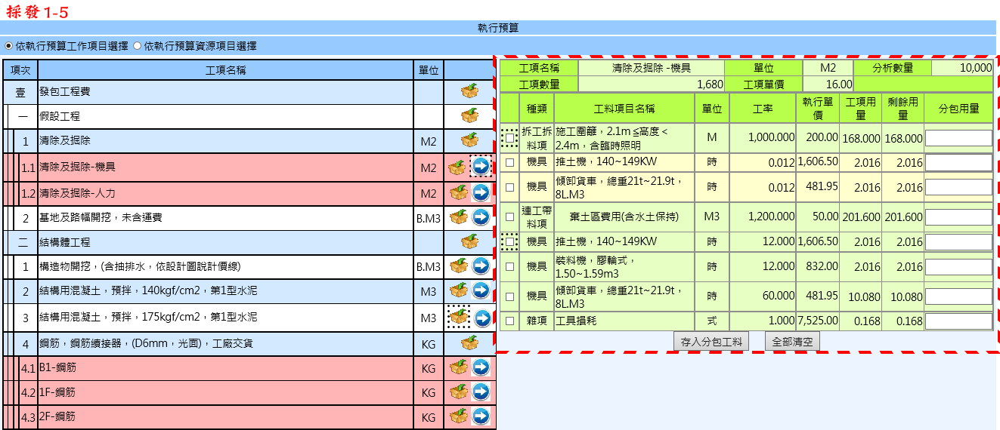 採發1-5
執行預算
依執行預算工作項目選擇 依執行預算資源項目選擇
項次 工項名稱 單位
壹 發包工程費
一 假設工程
1 清除及掘除 M2
1.1 清除及掘除-機具 M2
1.2 清除及掘除-人力 M2
2 基地及路幅開挖，未含運費 B.M3
二 結構體工程
1 構造物開挖，(含抽排水，依設計圖說計價線) B.M3
2 結構用混凝土，預拌，140kgf/cm2，第1型水泥 M3
3 結構用混凝土，預拌，175kgf/cm2，第1型水泥 M3
4 鋼筋，鋼筋續接器，(D6mm，光面)，工廠交貨 KG
4.1 B1-鋼筋 KG
4.2 1F-鋼筋 KG
4.3 2F-鋼筋 KG
工項名稱 清除及掘除 -機具 單位 M2 分析數量 10,000
工項數量 1,680 工項單價 16.00
種類 工料項目名稱 單位 工率 執行單價 工項用量 剩餘用量 分包用量
拆工拆料項 施工圍籬，2.1m ≦高度 <
2.4m，含臨時照明 M 1,000.000 200.00 168.000 168.000
機具 推土機，140~149KW 時 0.012 1,606.50 2.016 2.016
機具 傾卸貨車，總重21t~21.9t，
8L.M3 時 0.012 481.95 2.016 2.016
連工帶料項 棄土區費用(含水土保持) M3 1,200.000 50.00 201.600 201.600
機具 推土機，140~149KW 時 12.000 1,606.50 2.016 2.016
機具 裝料機，膠輪式，
1.50~1.59m3 時 12.000 832.00 2.016 2.016
機具 傾卸貨車，總重21t~21.9t，
8L.M3 時 60.000 481.95 10.080 10.080
雜項 工具損耗 式 1.000 7,525.00 0.168 0.168
存入分包工料 全部清空